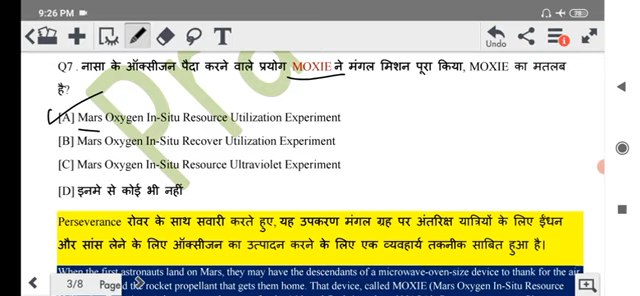 9:26 PM
78
T
Undo
Q7. नासा के ऑक्सीजन पैदा करने वाले प्रयोग MOXIE ने मंगल मिशन पूरा किया, MOXIE का मतलब
है?
[A] Mars Oxygen In-Situ Resource Utilization Experiment
[B] Mars Oxygen In-Situ Recover Utilization Experiment
[C] Mars Oxygen In-Situ Resource Ultraviolet Experiment
[D] इनमे से कोई भी नहीं
Perseverance रोवर के साथ सवारी करते हुए, यह उपकरण मंगल ग्रह पर अंतरिक्ष यात्रियों के लिए ईंधन
और सांस लेने के लिए ऑक्सीजन का उत्पादन करने के लिए एक व्यवहार्य तकनीक साबित हुआ है।
When the first astronauts land on Mars, they may have the descendants of a microwave-oven-size device to thank for the air
3/8
the rocket propellant that gets them home. That device, called MOXIE (Mars Oxygen In-Situ Resource